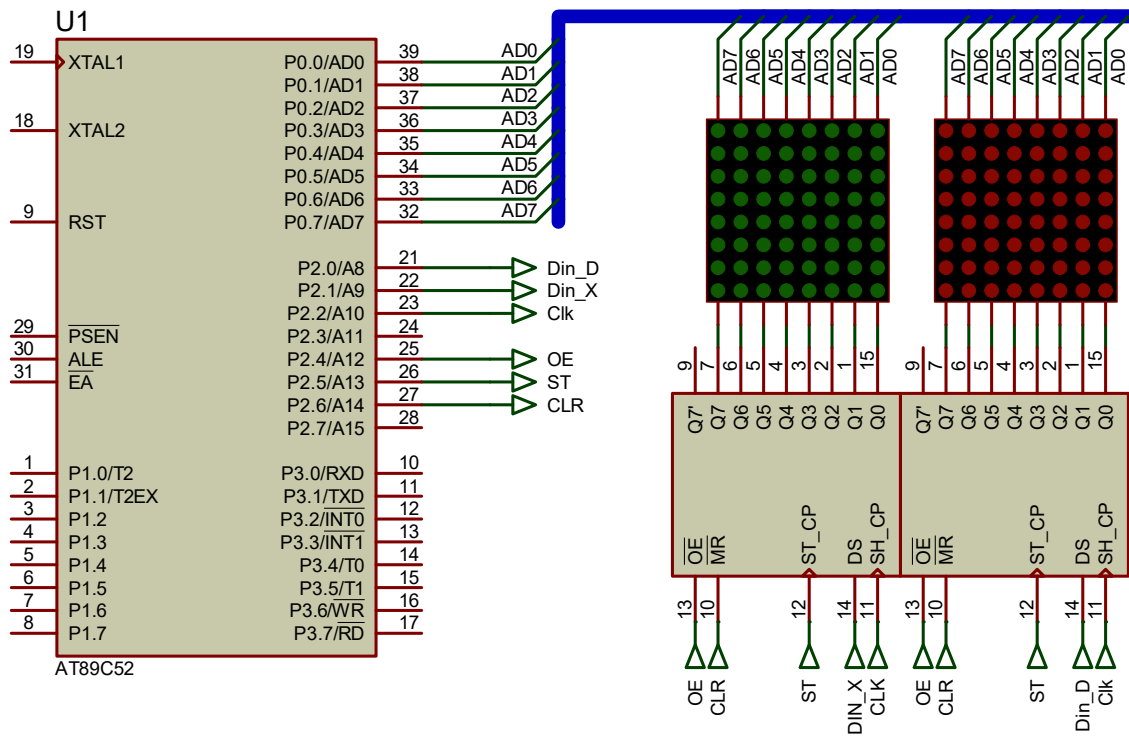 U1
19 XTAL1
18 XTAL2
9 RST
29 PSEN
30 ALE
31 EA
1 P1.0/T2
2 P1.1/T2EX
3 P1.2
4 P1.3
5 P1.4
6 P1.5
7 P1.6
8 P1.7
P0.0/AD0 39 AD0
P0.1/AD1 38 AD1
P0.2/AD2 37 AD2
P0.3/AD3 36 AD3
P0.4/AD4 35 AD4
P0.5/AD5 34 AD5
P0.6/AD6 33 AD6
P0.7/AD7 32 AD7
P2.0/A8 21 Din_D
P2.1/A9 22 Din_X
P2.2/A10 23 Clk
P2.3/A11 24
P2.4/A12 25 OE
P2.5/A13 26 ST
P2.6/A14 27 CLR
P2.7/A15 28
P3.0/RXD 10
P3.1/TXD 11
P3.2/INT0 12
P3.3/INT1 13
P3.4/T0 14
P3.5/T1 15
P3.6/WR 16
P3.7/RD 17
AT89C52
AD7 AD6 AD5 AD4 AD3 AD2 AD1 AD0
AD7 AD6 AD5 AD4 AD3 AD2 AD1 AD0
9 7 6 5 4 3 2 1 15
9 7 6 5 4 3 2 1 15
Q7' Q7 Q6 Q5 Q4 Q3 Q2 Q1 Q0
Q7' Q7 Q6 Q5 Q4 Q3 Q2 Q1 Q0
OE MR ST_CP DS SH_CP
OE MR ST_CP DS SH_CP
13 10 12 14 11
13 10 12 14 11
OE CLR ST DIN_X CLK
OE CLR ST Din_D Clk